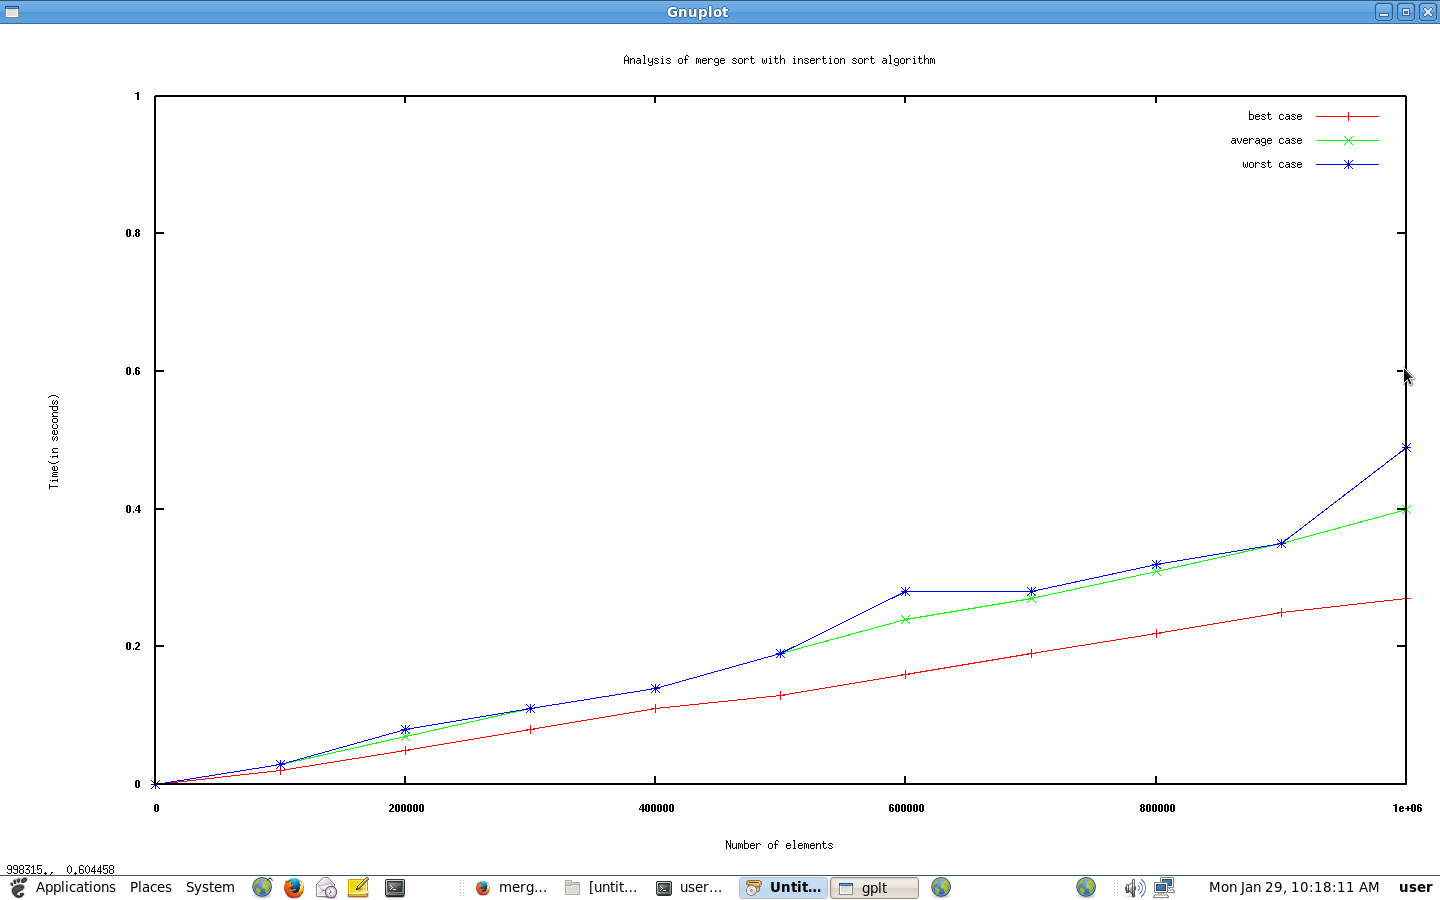 Gnuplot
Analysis of merge sort with insertion sort algorithm
1
0.8
0.6
0.4
0.2
0
best case
average case
worst case
Time(in seconds)
0 200000 400000 600000 800000 1e+06
Number of elements
998315., 0.604458
Applications Places System merg... [untit... user... Untit... gplt Mon Jan 29, 10:18:11 AM user